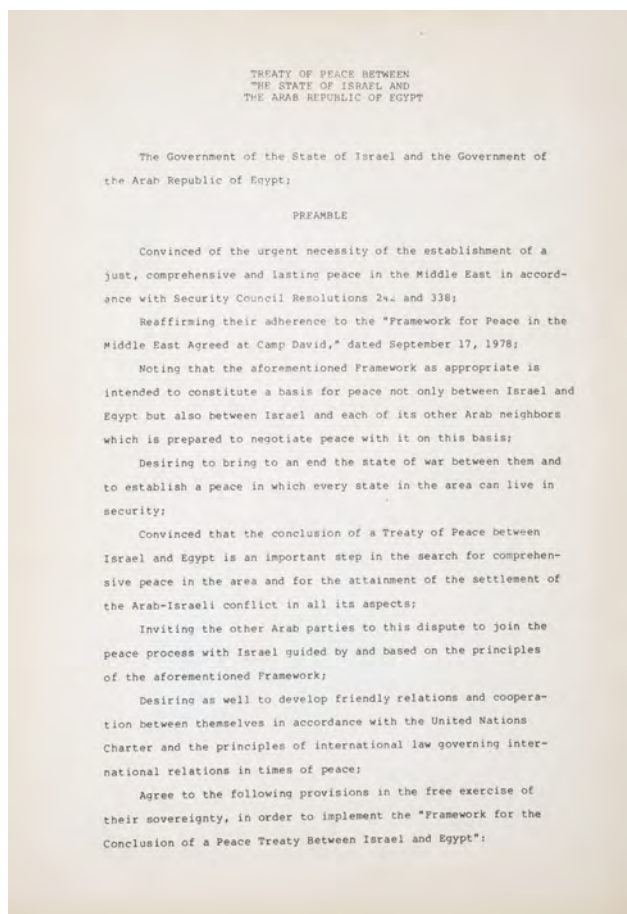 TREATY OF PEACE BETWEEN
THE STATE OF ISRAEL AND
THE ARAB REPUBLIC OF EGYPT
The Government of the State of Israel and the Government of
the Arab Republic of Egypt;
PREAMBLE
Convinced of the urgent necessity of the establishment of a
just, comprehensive and lasting peace in the Middle East in accord-
ance with Security Council Resolutions 242 and 338;
Reaffirming their adherence to the "Framework for Peace in the
Middle East Agreed at Camp David," dated September 17, 1978;
Noting that the aforementioned Framework as appropriate is
intended to constitute a basis for peace not only between Israel and
Egypt but also between Israel and each of its other Arab neighbors
which is prepared to negotiate peace with it on this basis;
Desiring to bring to an end the state of war between them and
to establish a peace in which every state in the area can live in
security;
Convinced that the conclusion of a Treaty of Peace between
Israel and Egypt is an important step in the search for comprehen-
sive peace in the area and for the attainment of the settlement of
the Arab-Israeli conflict in all its aspects;
Inviting the other Arab parties to this dispute to join the
peace process with Israel guided by and based on the principles
of the aforementioned Framework;
Desiring as well to develop friendly relations and coopera-
tion between themselves in accordance with the United Nations
Charter and the principles of international law governing inter-
national relations in times of peace;
Agree to the following provisions in the free exercise of
their sovereignty, in order to implement the "Framework for the
Conclusion of a Peace Treaty Between Israel and Egypt":